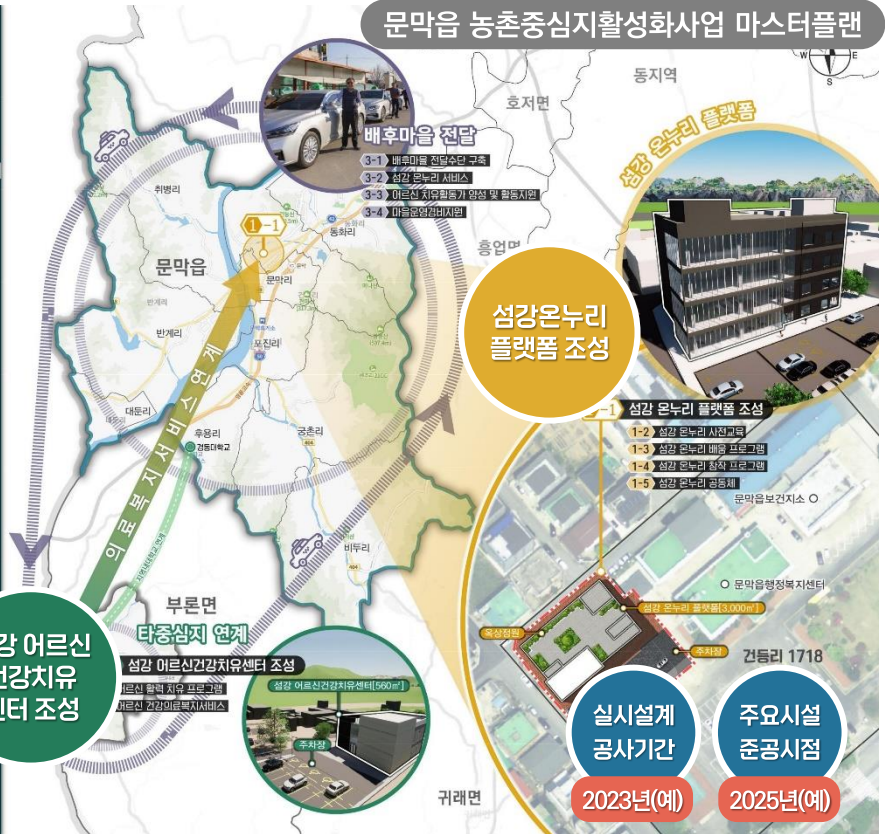 문막읍 농촌중심지활성화사업 마스터플랜
W E
S
동지역
호저면
배후마을 전달
3-1 배후마을 전달수단 구축
3-2 섬강 온누리 서비스
3-3 어르신 치유활동가 양성 및 활동지원
3-4 마을운영경비지원
섬강 온누리 플랫폼
취병리
1-1
동화리
문막읍
문막리
흥업면
반계리
반계리
포진리
섬강온누리
플랫폼 조성
대둔리
후용리
경동대학교
궁촌리
비두리
의료복지서비스연계
-1 섬강 온누리 플랫폼 조성
1-2 섬강 온누리 사전교육
1-3 섬강 온누리 배움 프로그램
1-4 섬강 온누리 창작 프로그램
1-5 섬강 온누리 공동체
문막읍보건지소
문막읍행정복지센터
섬강 온누리 플랫폼[3,000㎡]
옥상정원
주차장
건등리 1718
부론면
타중심지 연계
강 어르신
건강치유
센터 조성
섬강 어르신건강치유센터 조성
어르신 활력 치유 프로그램
어르신 건강의료복지서비스
섬강 어르신건강치유센터[560㎡]
주차장
귀래면
실시설계
공사기간
2023년(예)
주요시설
준공시점
2025년(예)